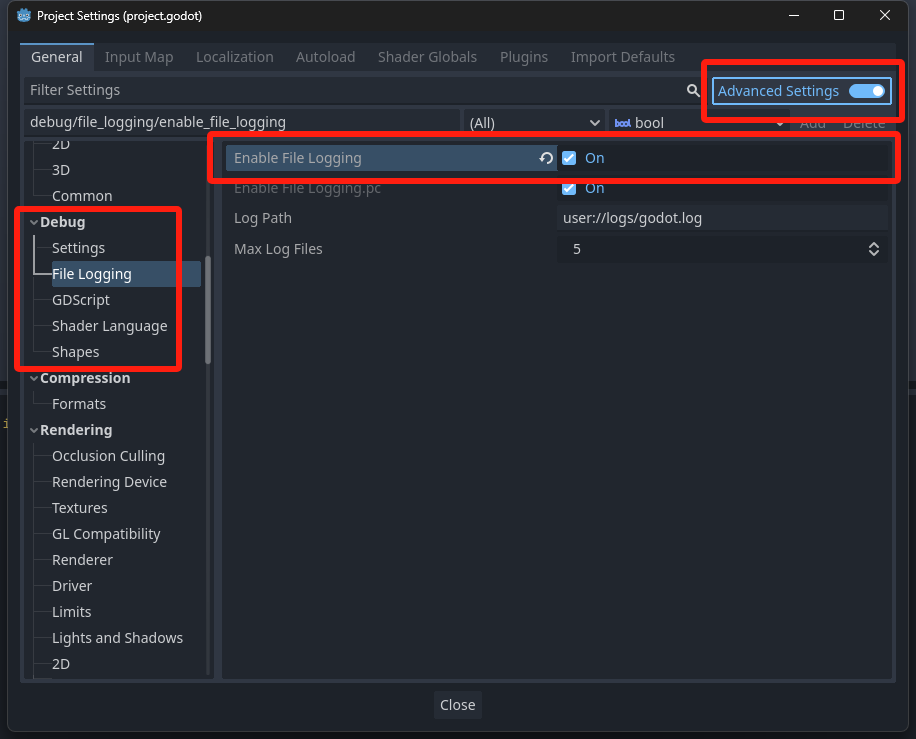 Project Settings (project.godot)
General Input Map Localization Autoload Shader Globals Plugins Import Defaults
Filter Settings
Advanced Settings
debug/file_logging/enable_file_logging (All) bool bool Add Delete
2D
3D
Common
Debug
Settings
File Logging
GDScript
Shader Language
Shapes
Compression
Formats
Rendering
Occlusion Culling
Rendering Device
Textures
GL Compatibility
Renderer
Driver
Limits
Lights and Shadows
2D
Enable File Logging On
Enable File Logging.pc On
Log Path user://logs/godot.log
Max Log Files 5
Close